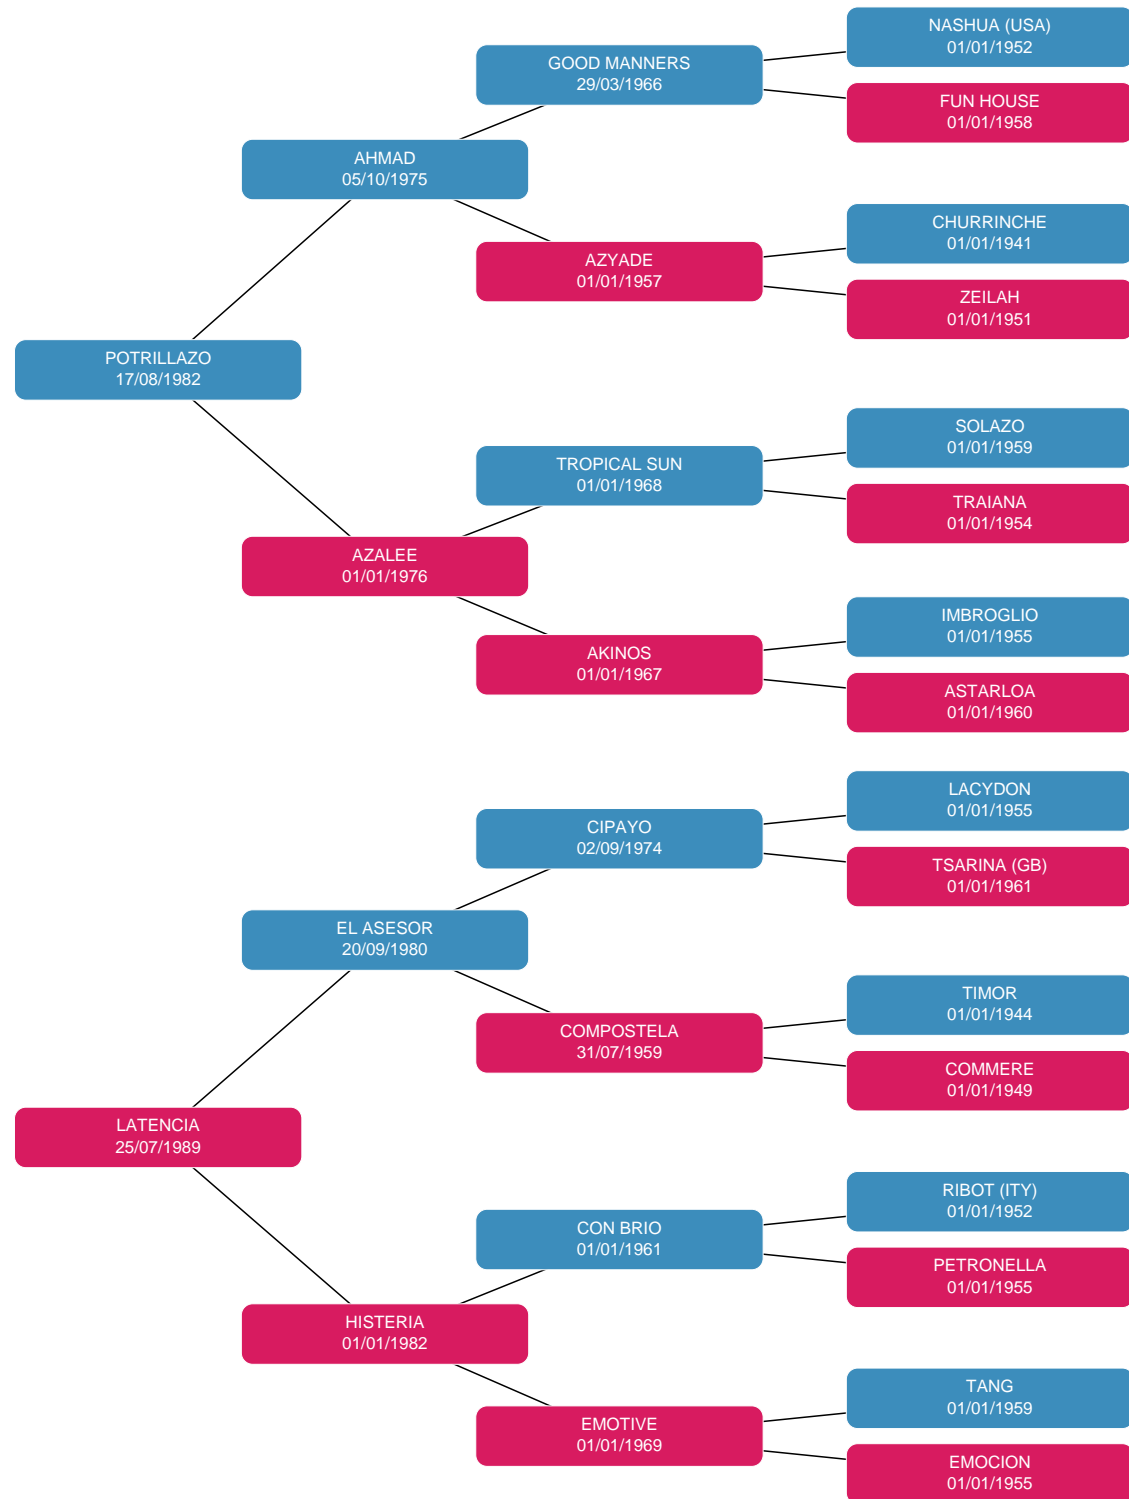 NASHUA (USA)
01/01/1952
GOOD MANNERS
29/03/1966
FUN HOUSE
01/01/1958
AHMAD
05/10/1975
CHURRINCHE
01/01/1941
AZYADE
01/01/1957
ZEILAH
01/01/1951
POTRILLAZO
17/08/1982
SOLAZO
01/01/1959
TROPICAL SUN
01/01/1968
TRAIANA
01/01/1954
AZALEE
01/01/1976
IMBROGLIO
01/01/1955
AKINOS
01/01/1967
ASTARLOA
01/01/1960
LACYDON
01/01/1955
CIPAYO
02/09/1974
TSARINA (GB)
01/01/1961
EL ASESOR
20/09/1980
TIMOR
01/01/1944
COMPOSTELA
31/07/1959
COMMERE
01/01/1949
LATENCIA
25/07/1989
RIBOT (ITY)
01/01/1952
CON BRIO
01/01/1961
PETRONELLA
01/01/1955
HISTERIA
01/01/1982
TANG
01/01/1959
EMOTIVE
01/01/1969
EMOCION
01/01/1955